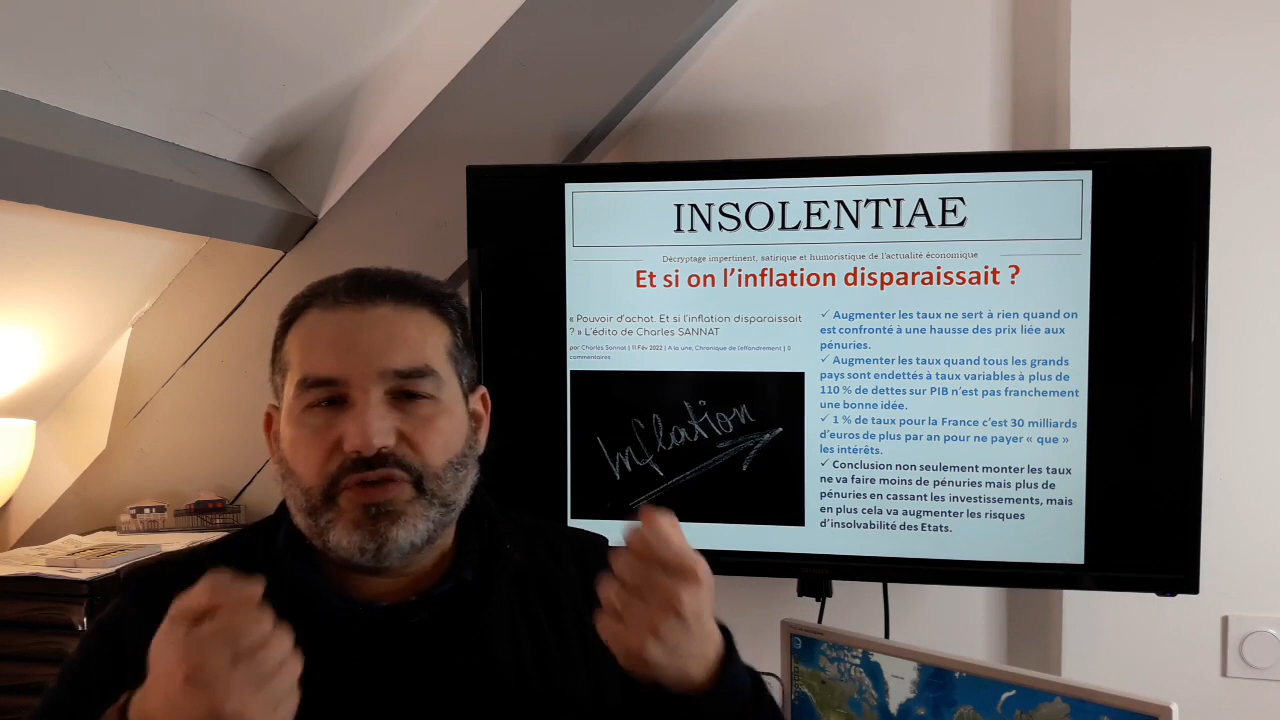 INSOLENTIAE
Décryptage impertinent, satirique et humoristique de l'actualité économique
Et si on l'inflation disparaissait ?
« Pouvoir d'achat. Et si l'inflation disparaissait
? » L'édito de Charles SANNAT
par Charles Sannat | 11 Fév 2022 | A la une, Chronique de l'effondrement | 0
commentaires
Inflation
✓ Augmenter les taux ne sert à rien quand on
est confronté à une hausse des prix liée aux
pénuries.
✓ Augmenter les taux quand tous les grands
pays sont endettés à taux variables à plus de
110 % de dettes sur PIB n'est pas franchement
une bonne idée.
✓ 1 % de taux pour la France c'est 30 milliards
d'euros de plus par an pour ne payer « que »
les intérêts.
✓ Conclusion non seulement monter les taux
ne va faire moins de pénuries mais plus de
pénuries en cassant les investissements, mais
en plus cela va augmenter les risques
d'insolvabilité des Etats.